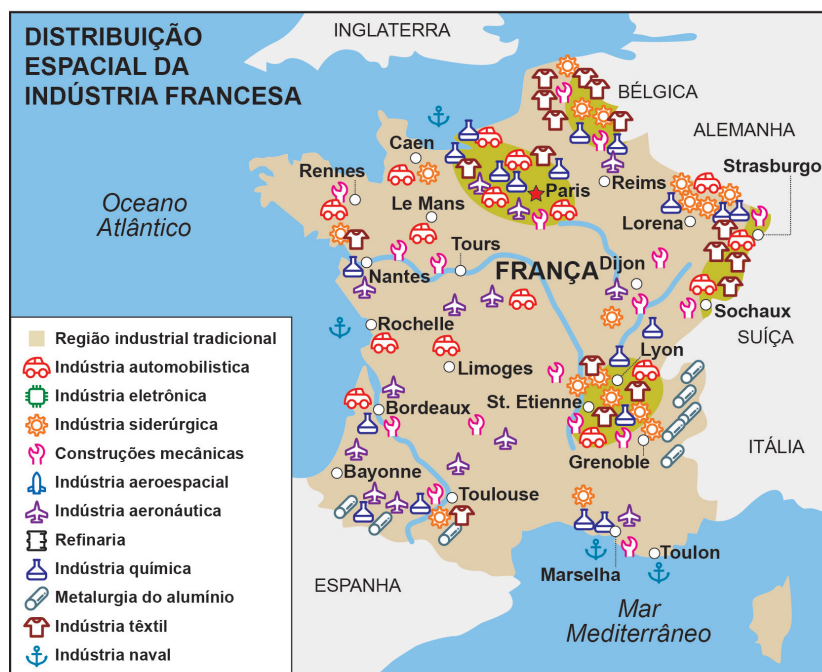 DISTRIBUIÇÃO
ESPACIAL DA
INDÚSTRIA FRANCESA
INGLATERRA
BÉLGICA
ALEMANHA
Strasburgo
Caen
Rennes
Reims
Paris
Lorena
Le Mans
Oceano
Atlântico
Tours
FRANÇA
Dijon
Nantes
Sochaux
SUÍÇA
Rochelle
Lyon
Limoges
St. Etienne
Bordeaux
ITÁLIA
Grenoble
Bayonne
Toulouse
Toulon
Marselha
ESPANHA
Mar
Mediterrâneo
Região industrial tradicional
Indústria automobilistica
Indústria eletrônica
Indústria siderúrgica
Construções mecânicas
Indústria aeroespacial
Indústria aeronáutica
Refinaria
Indústria química
Metalurgia do alumínio
Indústria têxtil
Indústria naval